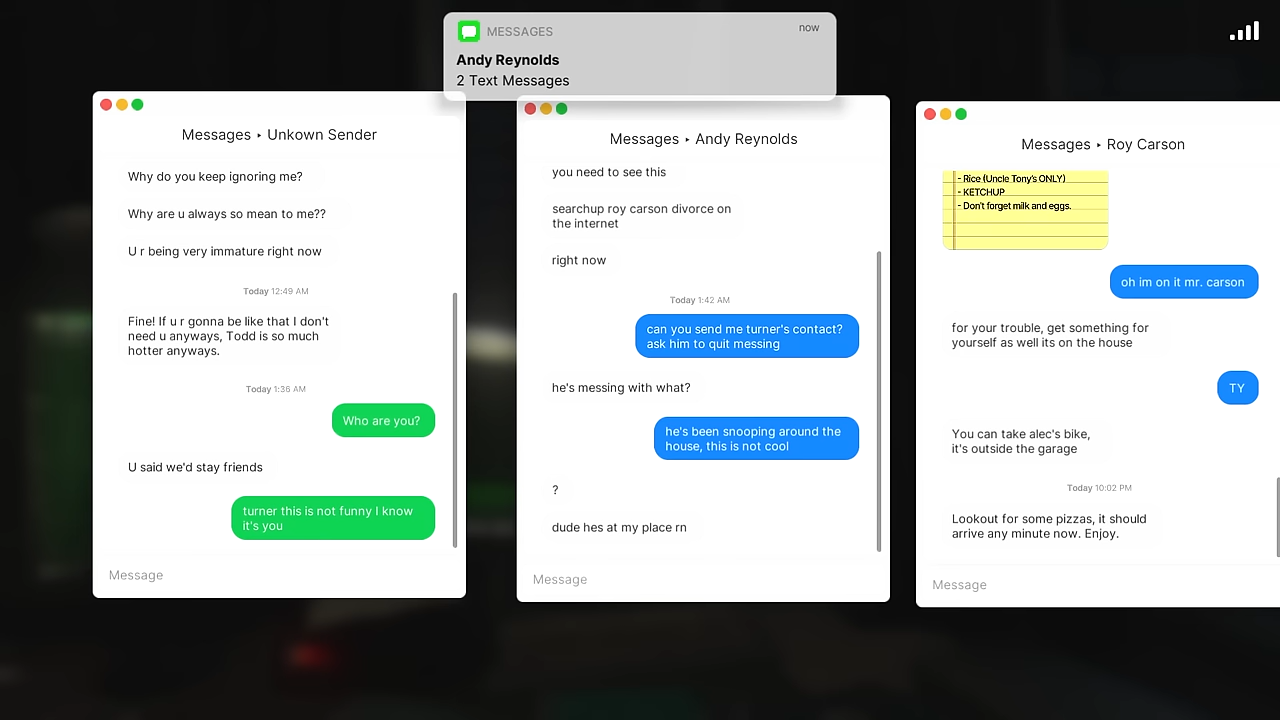 MESSAGES
now
Andy Reynolds
2 Text Messages
Messages ‣ Unkown Sender
Why do you keep ignoring me?
Why are u always so mean to me??
U r being very immature right now
Today 12:49 AM
Fine! If u r gonna be like that I don't
need u anyways, Todd is so much
hotter anyways.
Today 1:36 AM
Who are you?
U said we'd stay friends
turner this is not funny I know
it's you
Message
Messages ‣ Andy Reynolds
you need to see this
searchup roy carson divorce on
the internet
right now
Today 1:42 AM
can you send me turner's contact?
ask him to quit messing
he's messing with what?
he's been snooping around the
house, this is not cool
?
dude hes at my place rn
Message
Messages ‣ Roy Carson
- Rice (Uncle Tony's ONLY)
- KETCHUP
- Don't forget milk and eggs.
oh im on it mr. carson
for your trouble, get something for
yourself as well its on the house
TY
You can take alec's bike,
it's outside the garage
Today 10:02 PM
Lookout for some pizzas, it should
arrive any minute now. Enjoy.
Message